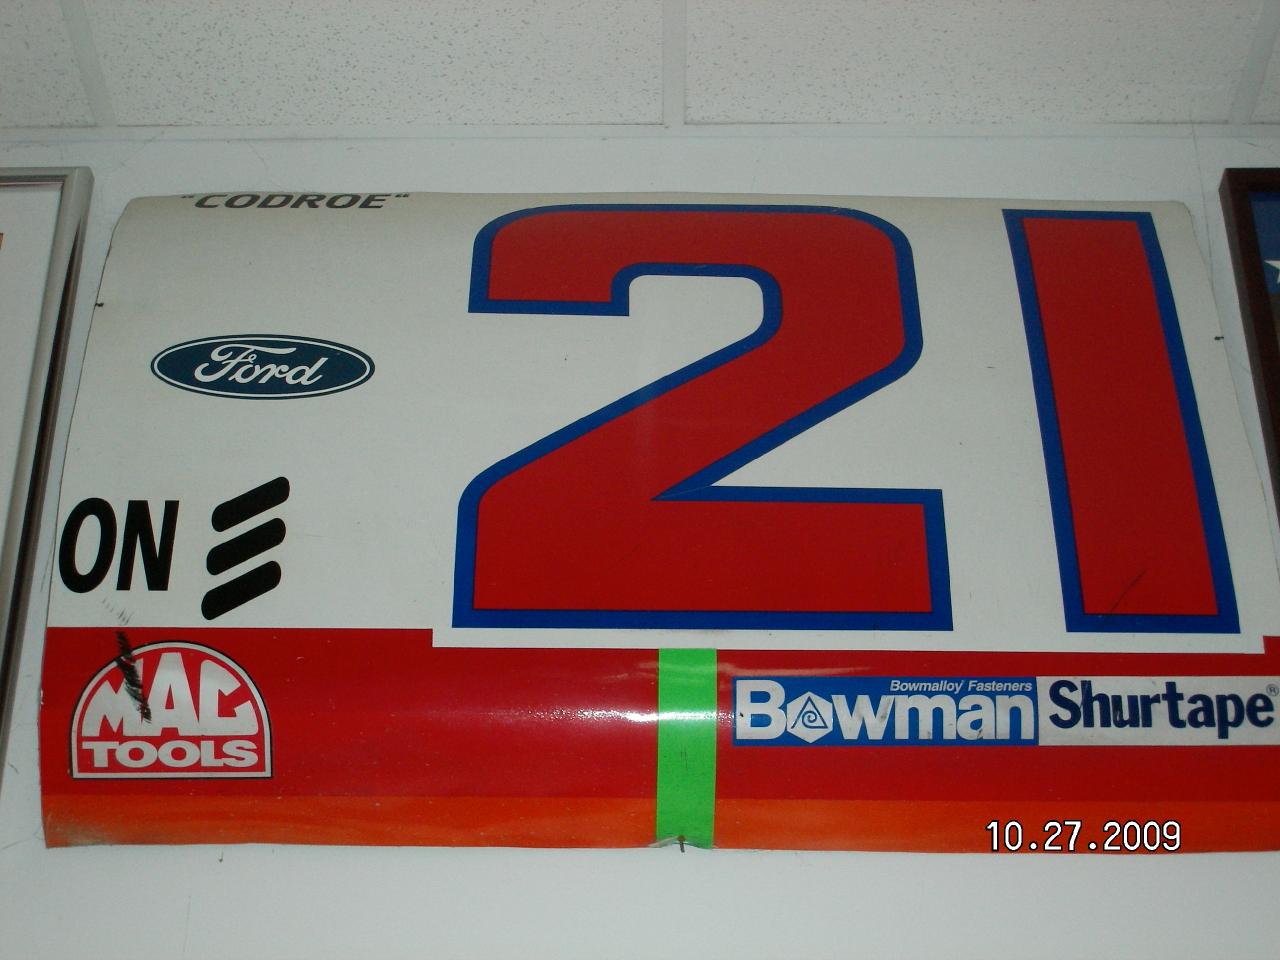 "CODROE"
21
Ford
ON
MAC
TOOLS
Bowmalloy Fasteners
Bowman
Shurtape®
10.27.2009